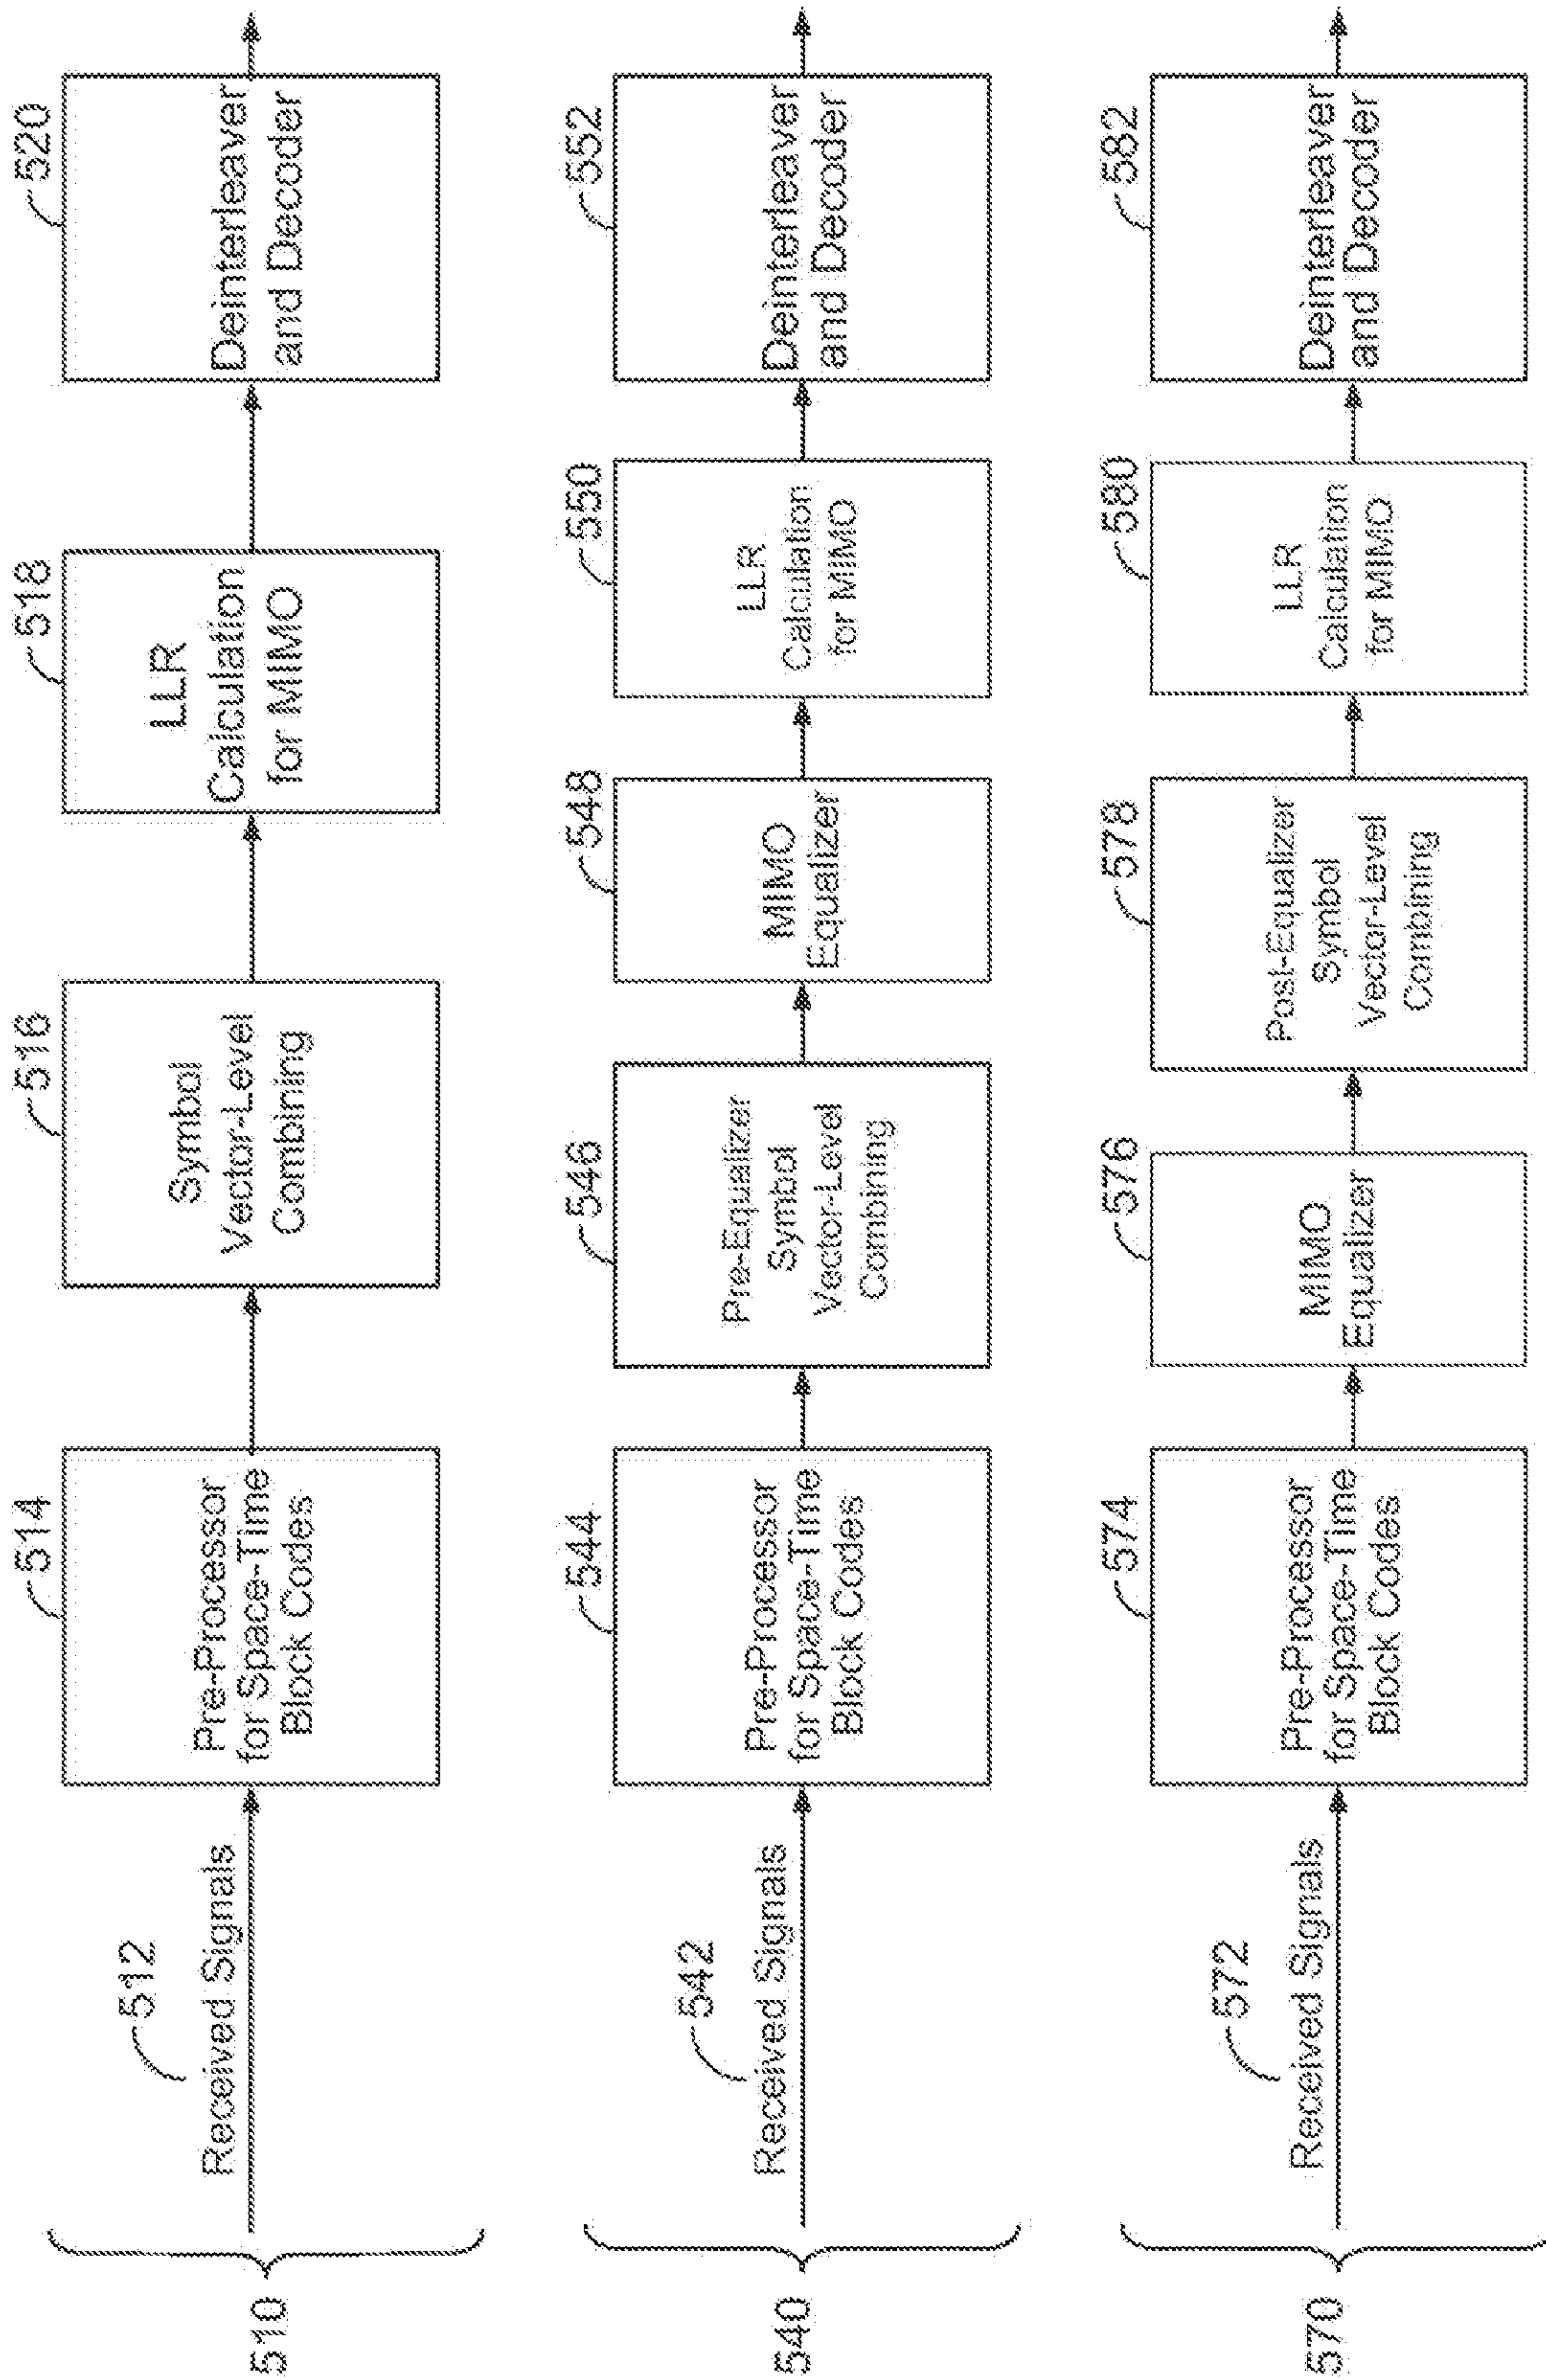 510
512
Received Signals
514
Pre-Processor
for Space-Time
Block Codes
516
Symbol
Vector-Level
Combining
518
LLR
Calculation
for MIMO
520
Deinterleaver
and Decoder
540
542
Received Signals
544
Pre-Processor
for Space-Time
Block Codes
546
Pre-Equalizer
Symbol
Vector-Level
Combining
548
MIMO
Equalizer
550
LLR
Calculation
for MIMO
552
Deinterleaver
and Decoder
570
572
Received Signals
574
Pre-Processor
for Space-Time
Block Codes
576
MIMO
Equalizer
578
Post-Equalizer
Symbol
Vector-Level
Combining
580
LLR
Calculation
for MIMO
582
Deinterleaver
and Decoder